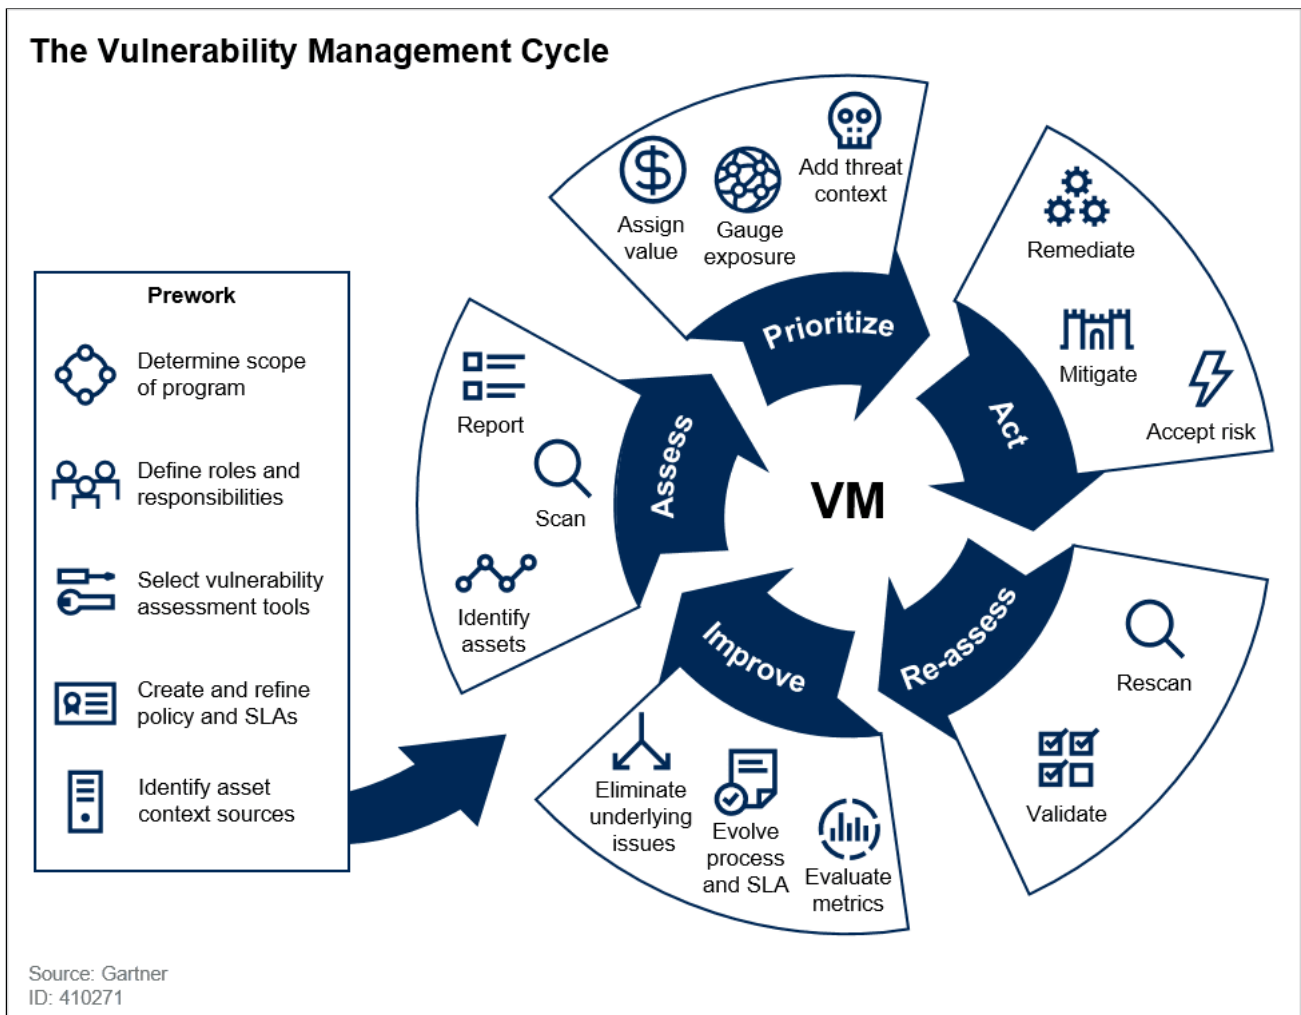 The Vulnerability Management Cycle
Prework
Determine scope
of program
Define roles and
responsibilities
Select vulnerability
assessment tools
Create and refine
policy and SLAs
Identify asset
context sources
Assess
Identify
assets
Scan
Report
Prioritize
Assign
value
Gauge
exposure
Add threat
context
Act
Remediate
Mitigate
Accept risk
Re-assess
Rescan
Validate
Improve
Evaluate
metrics
Evolve
process
and SLA
Eliminate
underlying
issues
VM
Source: Gartner
ID: 410271